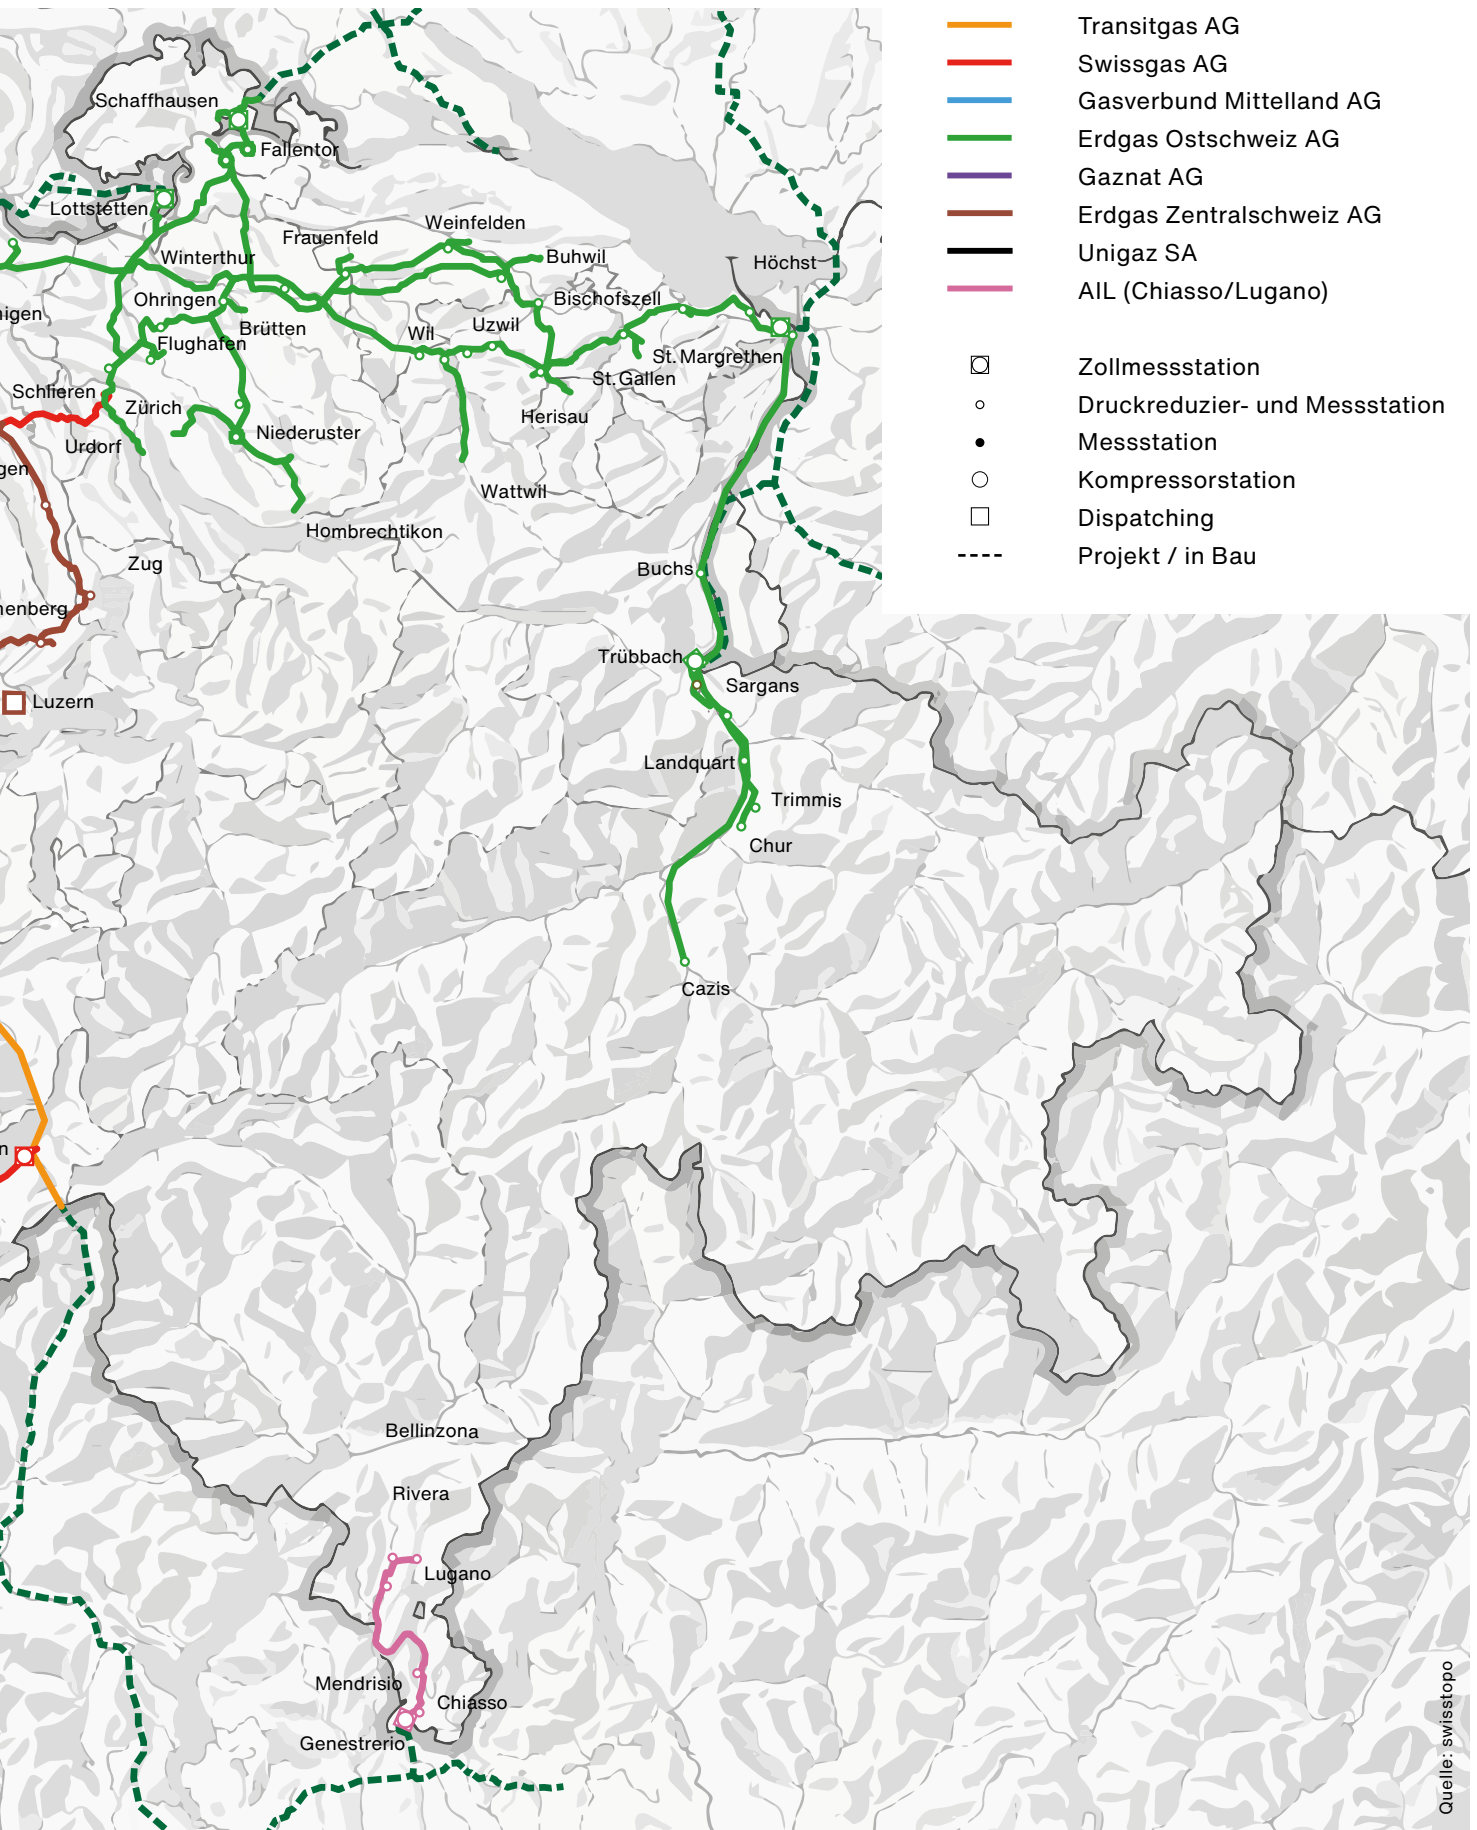 Transitgas AG
Swissgas AG
Gasverbund Mittelland AG
Erdgas Ostschweiz AG
Gaznat AG
Erdgas Zentralschweiz AG
Unigaz SA
AIL (Chiasso/Lugano)
Zollmessstation
Druckreduzier- und Messstation
Messstation
Kompressorstation
Dispatching
Projekt / in Bau
Schaffhausen
Fallentor
Lottstetten
Weinfelden
Frauenfeld
Winterthur
Buhwil
Höchst
Ohringen
Bischofszell
nigen
Brütten
Uzwil
Wil
Flughafen
St. Margrethen
St. Gallen
Schlieren
Zürich
Herisau
Urdorf
Niederuster
gen
Wattwil
Hombrechtikon
Zug
Buchs
henberg
Trübbach
Sargans
Luzern
Landquart
Trimmis
Chur
Cazis
n
Bellinzona
Rivera
Lugano
Mendrisio
Chiasso
Genestrerio
Quelle: swisstopo